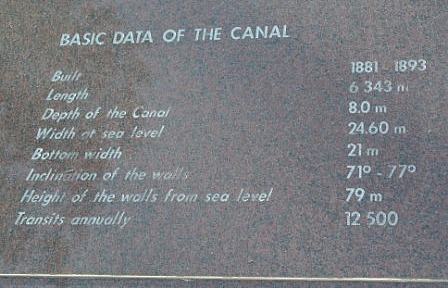 BASIC DATA OF THE CANAL
Built 1881 - 1893
Length 6 343 m
Depth of the Canal 8.0 m
Width at sea level 24.60 m
Bottom width 21 m
Inclination of the walls 71° - 77°
Height of the walls from sea level 79 m
Transits annually 12 500